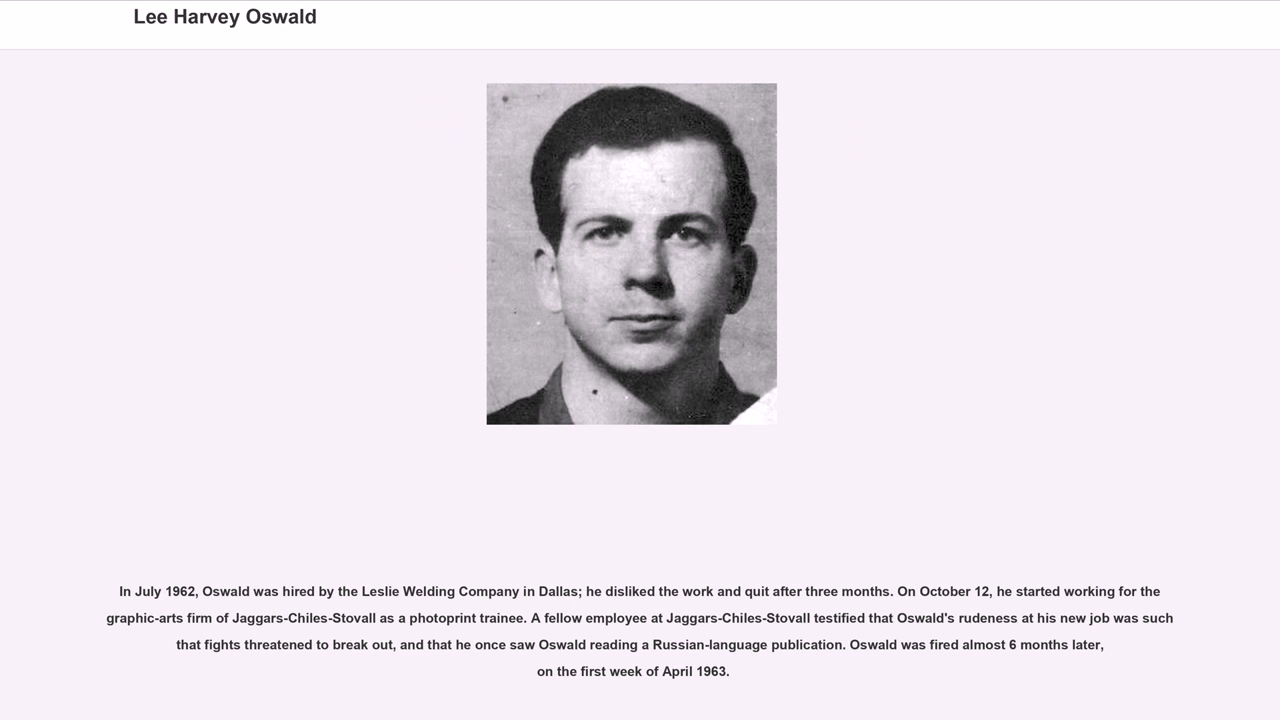 Lee Harvey Oswald
In July 1962, Oswald was hired by the Leslie Welding Company in Dallas; he disliked the work and quit after three months. On October 12, he started working for the
graphic-arts firm of Jaggars-Chiles-Stovall as a photoprint trainee. A fellow employee at Jaggars-Chiles-Stovall testified that Oswald's rudeness at his new job was such
that fights threatened to break out, and that he once saw Oswald reading a Russian-language publication. Oswald was fired almost 6 months later,
on the first week of April 1963.